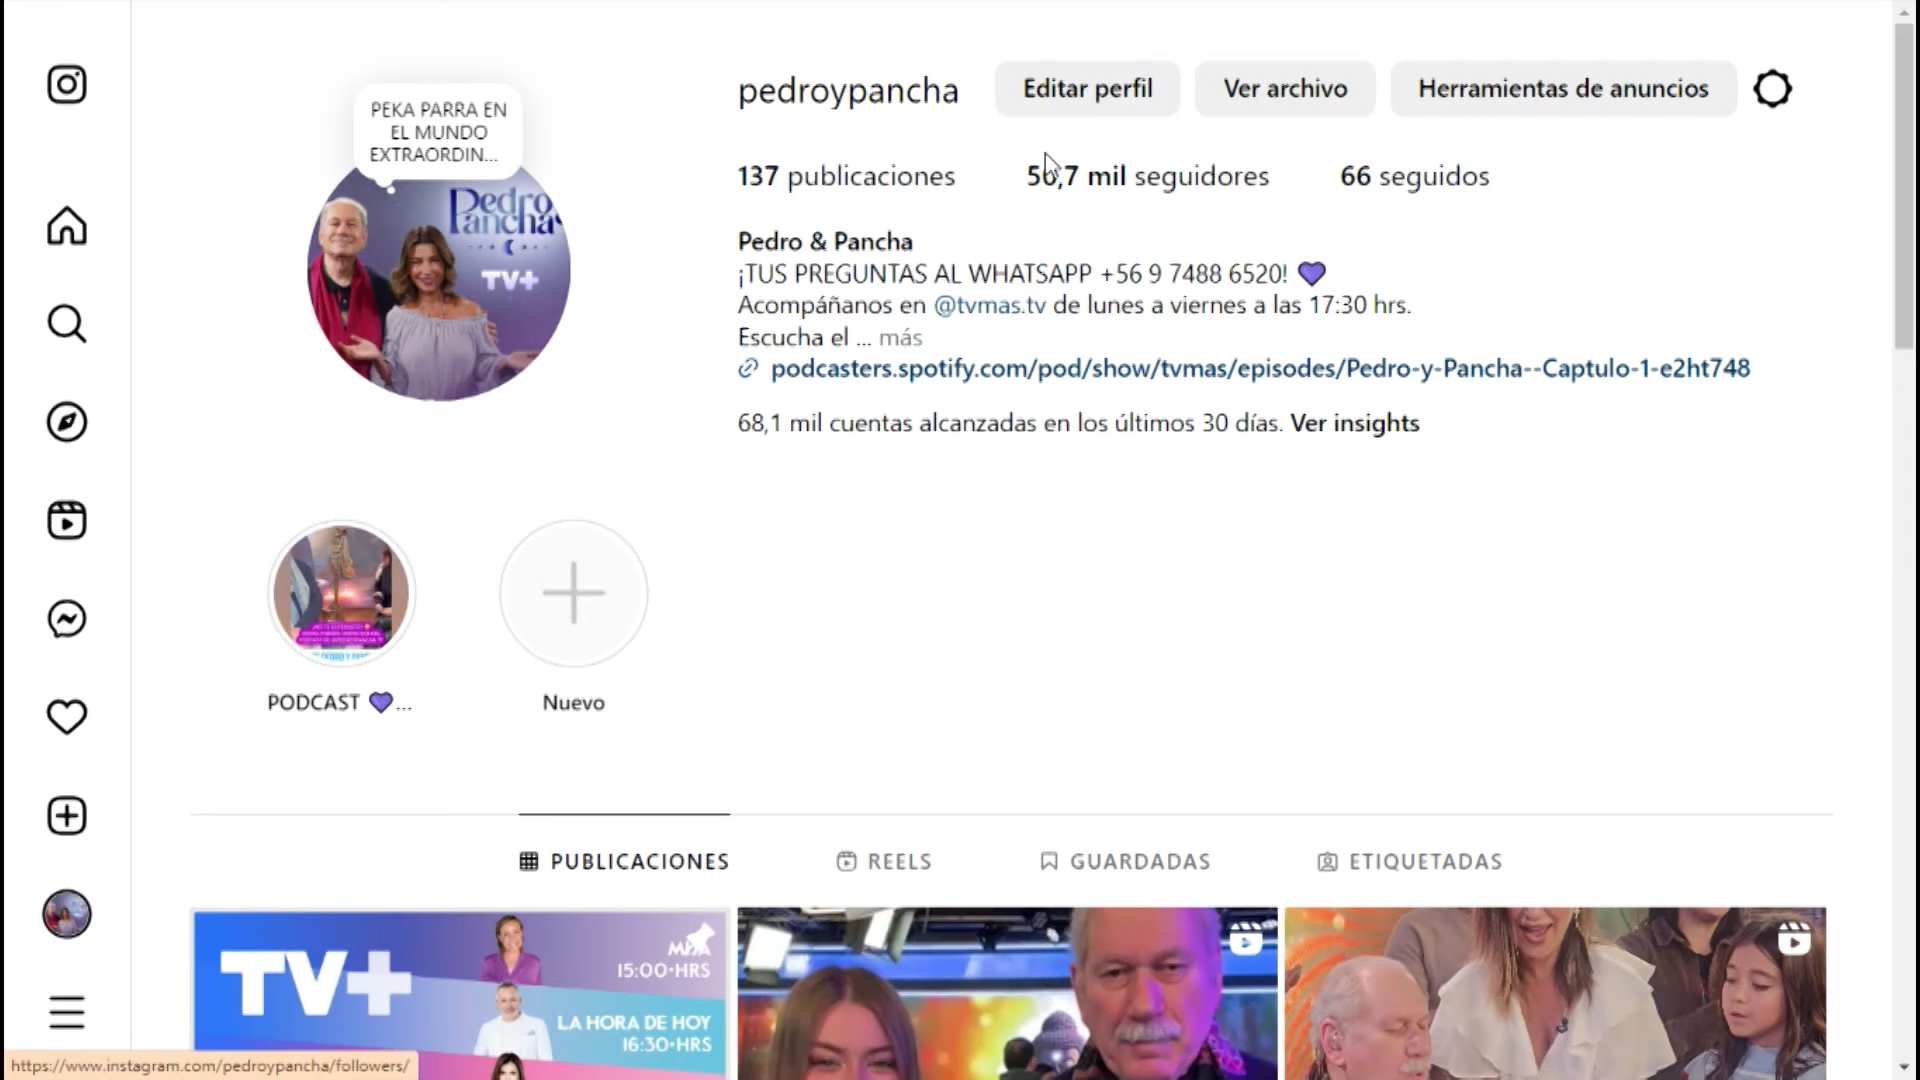 PEKA PARRA EN
EL MUNDO
EXTRAORDIN...
Pedro
Pancha
TV+
pedroypancha
Editar perfil
Ver archivo
Herramientas de anuncios
137 publicaciones
50,7 mil seguidores
66 seguidos
Pedro & Pancha
¡TUS PREGUNTAS AL WHATSAPP +56 9 7488 6520! 💜
Acompáñanos en @tvmas.tv de lunes a viernes a las 17:30 hrs.
Escucha el ... más
podcasters.spotify.com/pod/show/tvmas/episodes/Pedro-y-Pancha--Captulo-1-e2ht748
68,1 mil cuentas alcanzadas en los últimos 30 días. Ver insights
PODCAST 💜...
Nuevo
PUBLICACIONES
REELS
GUARDADAS
ETIQUETADAS
TV+
15:00•HRS
LA HORA DE HOY
16:30•HRS
https://www.instagram.com/pedroypancha/followers/